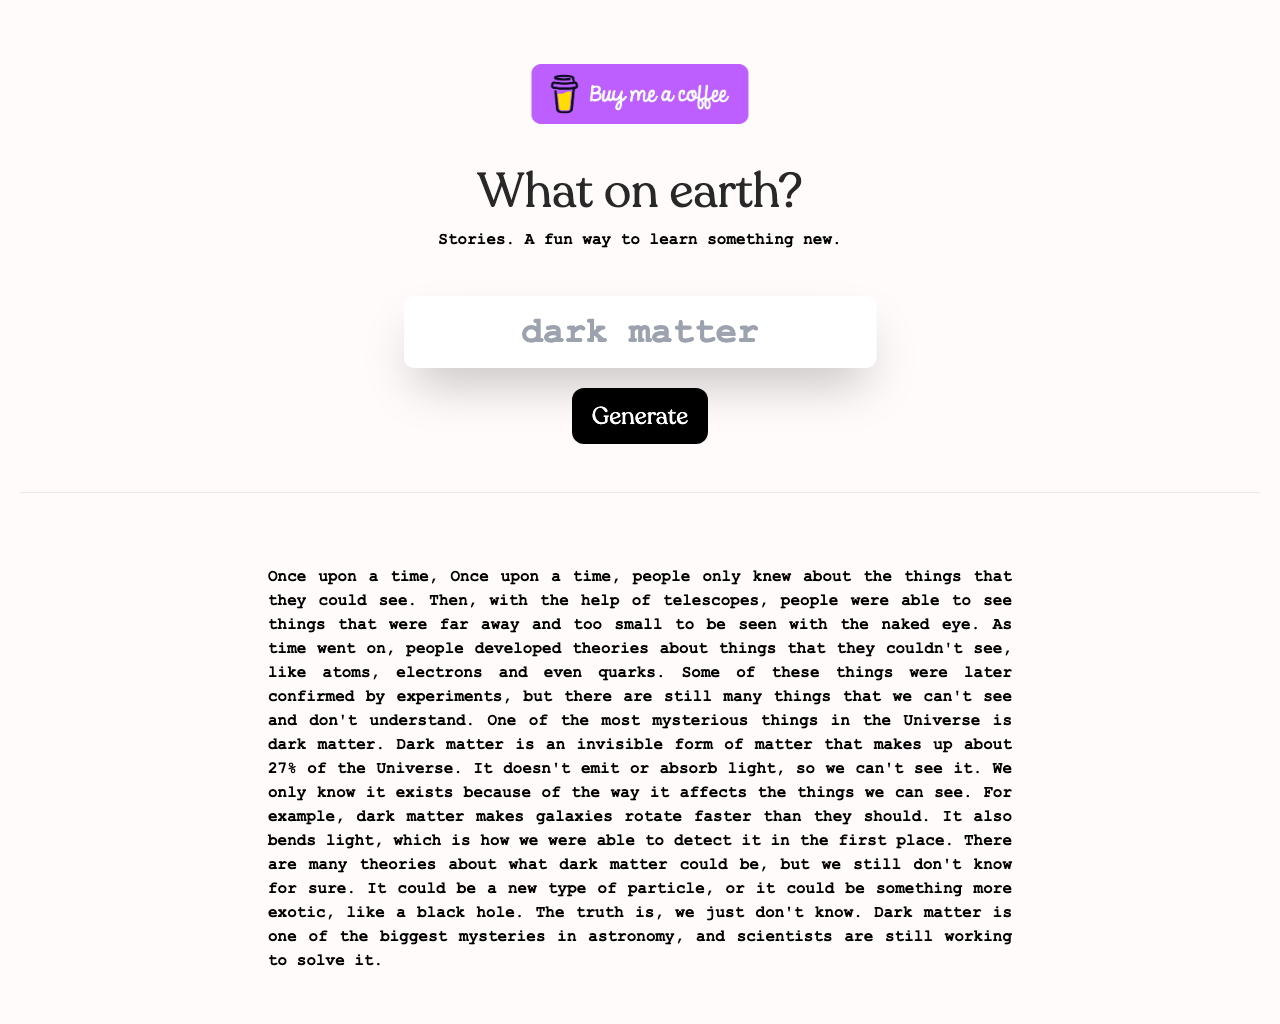 Buy me a coffee
What on earth?
Stories. A fun way to learn something new.
dark matter
Generate
Once upon a time, Once upon a time, people only knew about the things that
they could see. Then, with the help of telescopes, people were able to see
things that were far away and too small to be seen with the naked eye. As
time went on, people developed theories about things that they couldn't see,
like atoms, electrons and even quarks. Some of these things were later
confirmed by experiments, but there are still many things that we can't see
and don't understand. One of the most mysterious things in the Universe is
dark matter. Dark matter is an invisible form of matter that makes up about
27% of the Universe. It doesn't emit or absorb light, so we can't see it. We
only know it exists because of the way it affects the things we can see. For
example, dark matter makes galaxies rotate faster than they should. It also
bends light, which is how we were able to detect it in the first place. There
are many theories about what dark matter could be, but we still don't know
for sure. It could be a new type of particle, or it could be something more
exotic, like a black hole. The truth is, we just don't know. Dark matter is
one of the biggest mysteries in astronomy, and scientists are still working
to solve it.